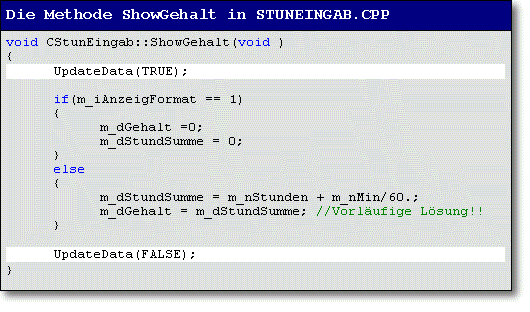 Die Methode ShowGehalt in STUNEINGAB.CPP
void CStunEingab::ShowGehalt(void )
{
UpdateData(TRUE);
if(m_iAnzeigFormat == 1)
{
m_dGehalt =0;
m_dStundSumme = 0;
}
else
{
m_dStundSumme = m_nStunden + m_nMin/60.;
m_dGehalt = m_dStundSumme; //Vorläufige Lösung!!
}
UpdateData(FALSE);
}